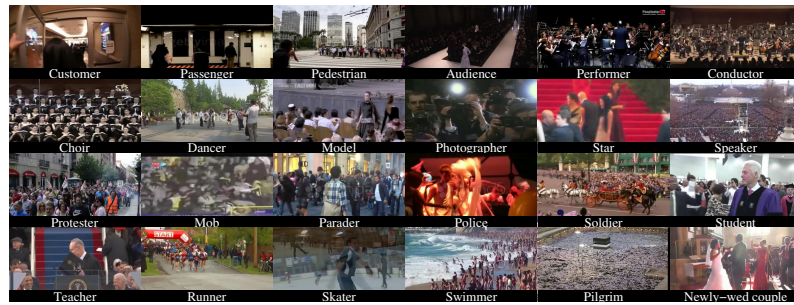 Customer
Passenger
Pedestrian
Audience
Performer
Conductor
Choir
Dancer
Model
Photographer
Star
Speaker
Protester
Mob
Parader
Police
Soldier
Student
START
Teacher
Runner
Skater
Swimmer
Pilgrim
Newly-wed couple